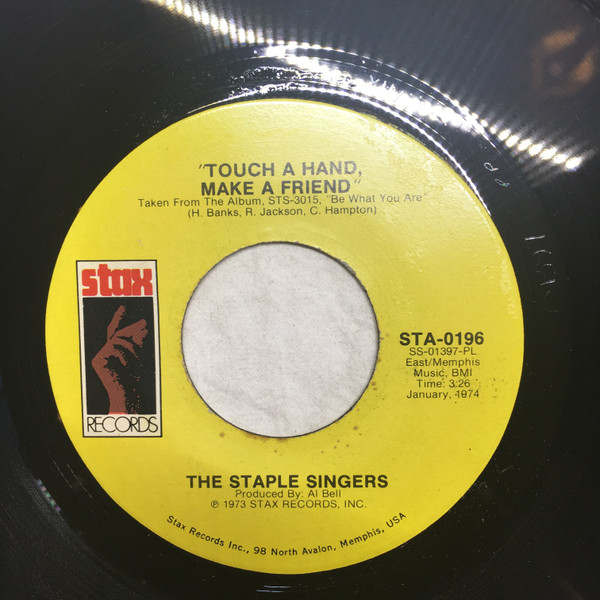 "TOUCH A HAND,
MAKE A FRIEND"
Taken From The Album, STS-3015, "Be What You Are"
(H. Banks, R. Jackson, C. Hampton)
stax
RECORDS
STA-0196
SS-01397-PL
East/Memphis
Music, BMI
Time: 3:26
January, 1974
THE STAPLE SINGERS
Produced By: Al Bell
℗ 1973 STAX RECORDS, INC.
Stax Records Inc., 98 North Avalon, Memphis, USA